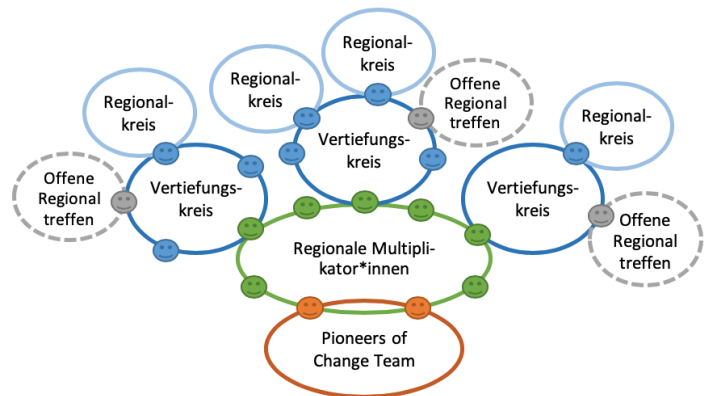 Regional-
kreis
Regional-
kreis
Offene
Regional
treffen
Regional-
kreis
Regional-
kreis
Vertiefungs-
kreis
Offene
Regional
treffen
Vertiefungs-
kreis
Vertiefungs-
kreis
Offene
Regional
treffen
Regionale Multipli-
kator*innen
Pioneers of
Change Team